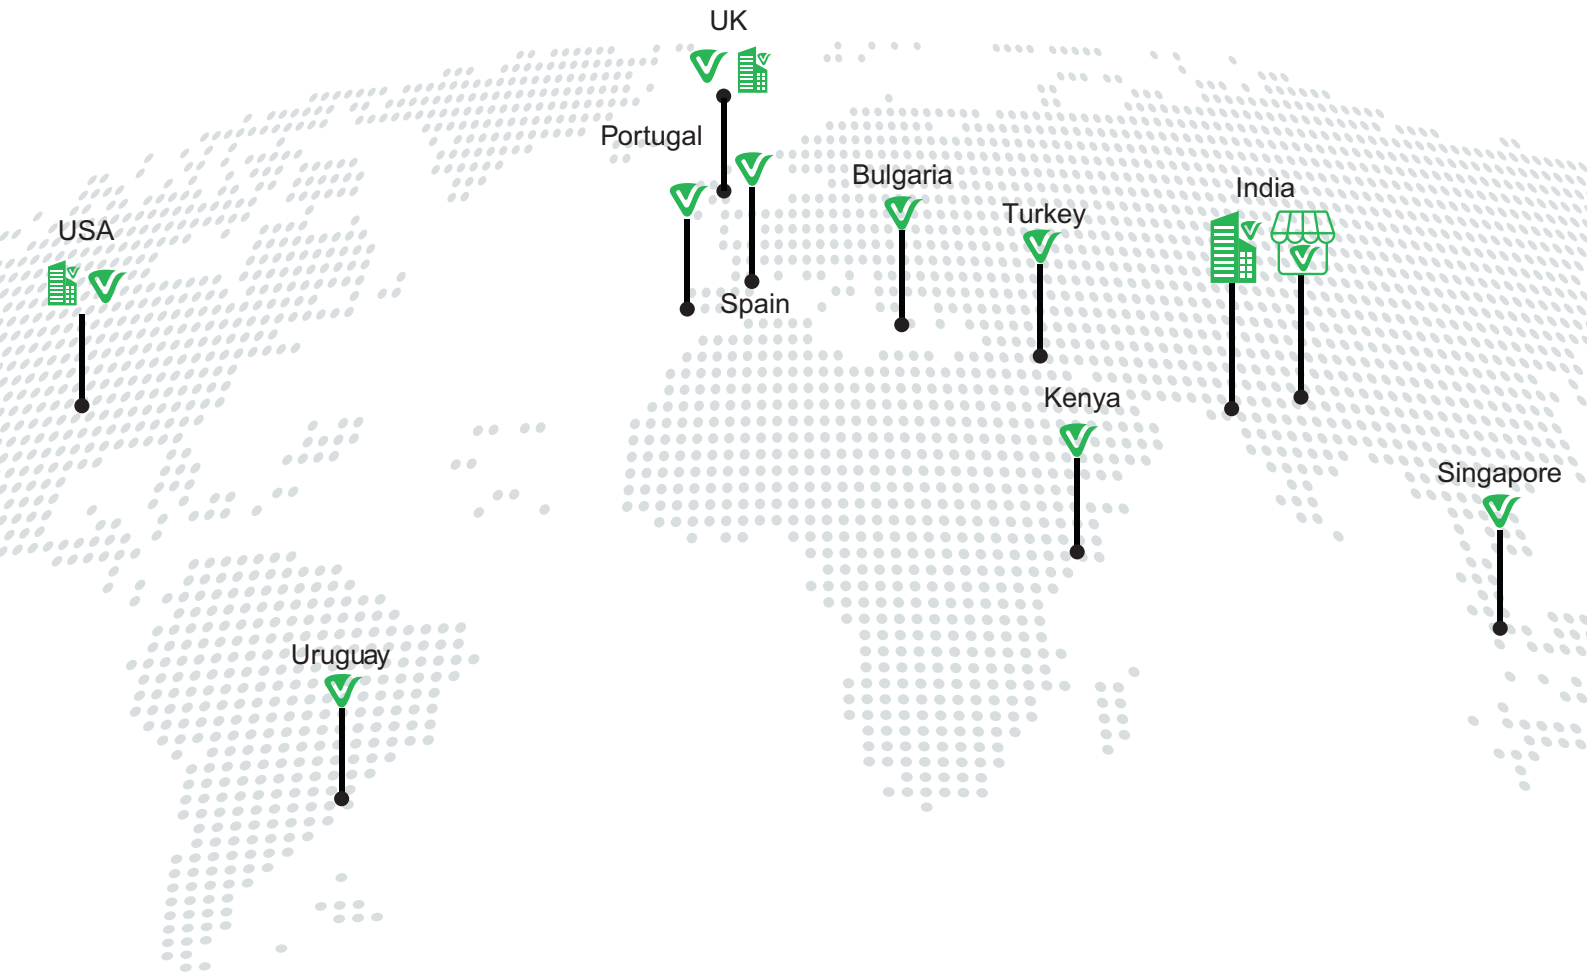 UK
Portugal
Bulgaria
India
Turkey
USA
Spain
Kenya
Singapore
Uruguay